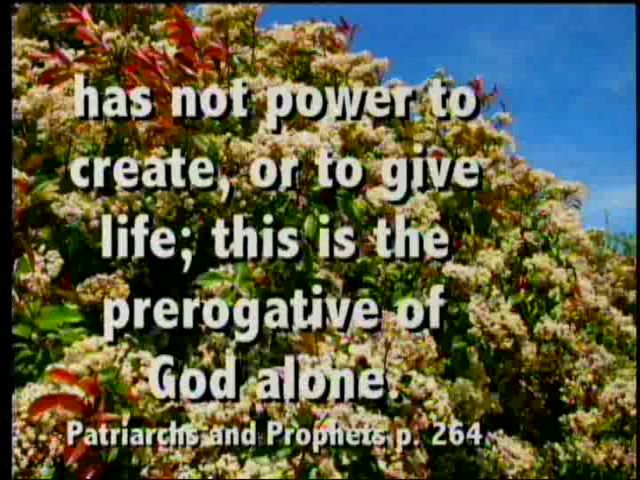 has not power to
create, or to give
life; this is the
prerogative of
God alone.
Patriarchs and Prophets p. 264